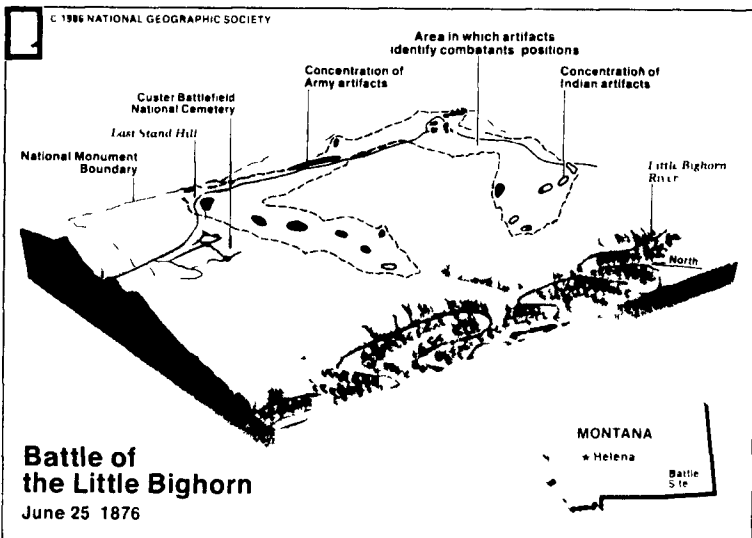 C 1986 NATIONAL GEOGRAPHIC SOCIETY
Area in which artifacts
identify combatants positions
Concentration of
Army artifacts
Concentration of
Indian artifacts
Custer Battlefield
National Cemetery
Last Stand Hill
National Monument
Boundary
Little Bighorn
River
North
Battle of
the Little Bighorn
June 25 1876
MONTANA
Helena
Battle
Site